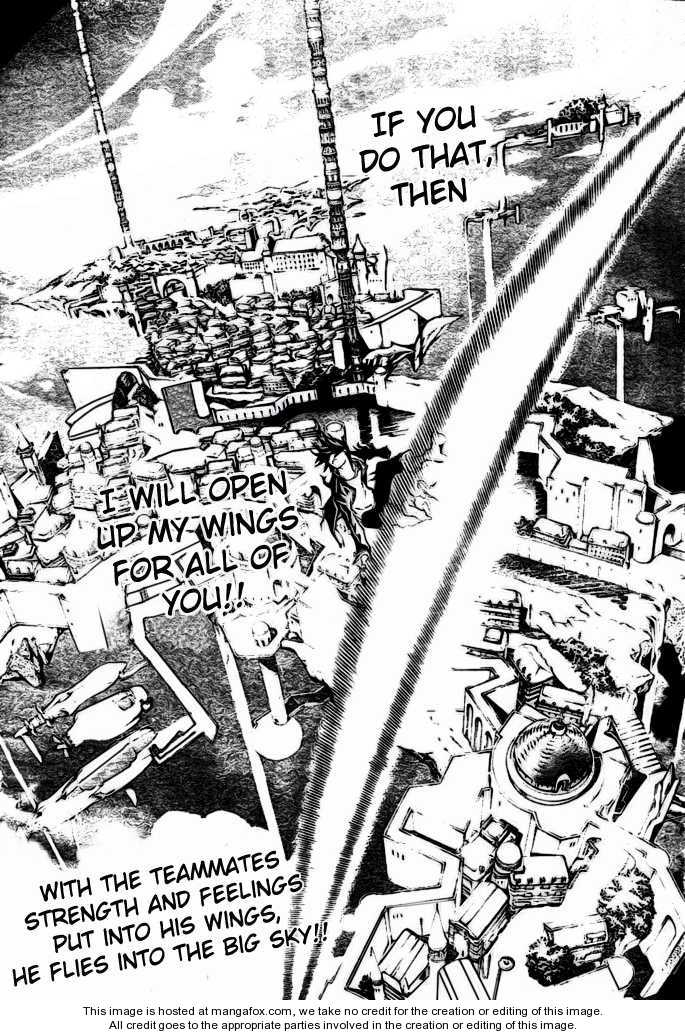 IF YOU
DO THAT,
THEN
I WILL OPEN
UP MY WINGS
FOR ALL OF
YOU!!
WITH THE TEAMMATES
STRENGTH AND FEELINGS
PUT INTO HIS WINGS,
HE FLIES INTO THE BIG SKY!!
This image is hosted at mangafox.com, we take no credit for the creation or editing of this image.
All credit goes to the appropriate parties involved in the creation or editing of this image.